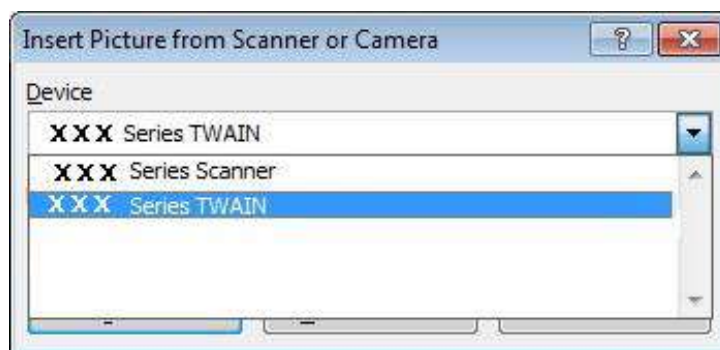 Insert Picture from Scanner or Camera
Device
XXX Series TWAIN
XXX Series Scanner
XXX Series TWAIN